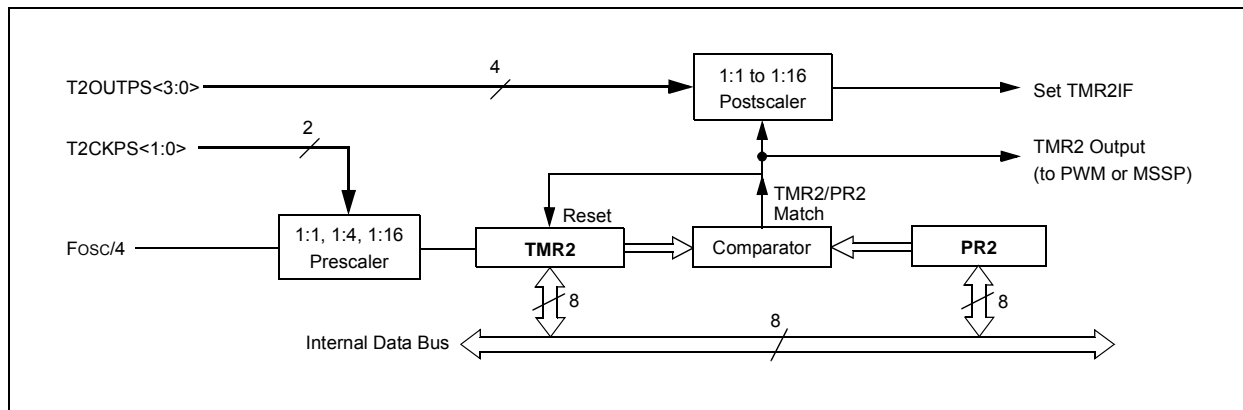 4
1:1 to 1:16
Postscaler
T2OUTPS<3:0>
Set TMR2IF
2
T2CKPS<1:0>
TMR2 Output
(to PWM or MSSP)
TMR2/PR2
Match
Reset
1:1, 1:4, 1:16
Prescaler
FOSC/4
TMR2
Comparator
PR2
8
8
8
Internal Data Bus